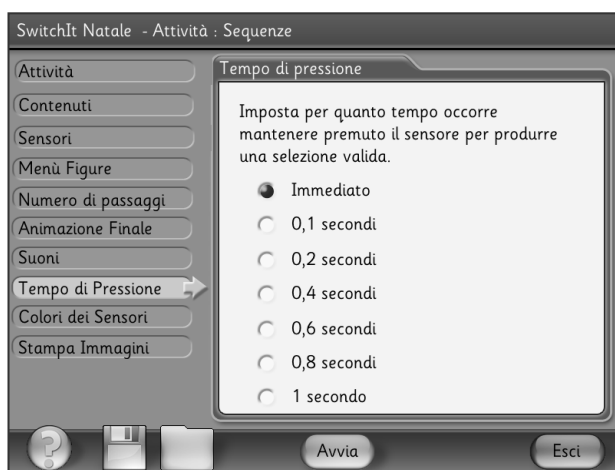 SwitchIt Natale - Attività : Sequenze
Attività
Contenuti
Sensori
Menù Figure
Numero di passaggi
Animazione Finale
Suoni
Tempo di Pressione
Colori dei Sensori
Stampa Immagini
Tempo di pressione
Imposta per quanto tempo occorre
mantenere premuto il sensore per produrre
una selezione valida.
Immediato
0,1 secondi
0,2 secondi
0,4 secondi
0,6 secondi
0,8 secondi
1 secondo
?
Avvia
Esci